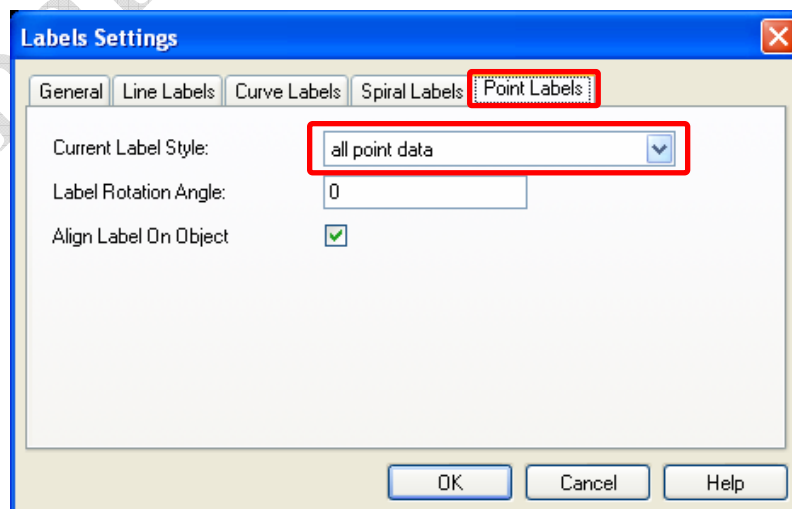 Labels Settings
General Line Labels Curve Labels Spiral Labels Point Labels
Current Label Style: all point data
Label Rotation Angle: 0
Align Label On Object
OK Cancel Help